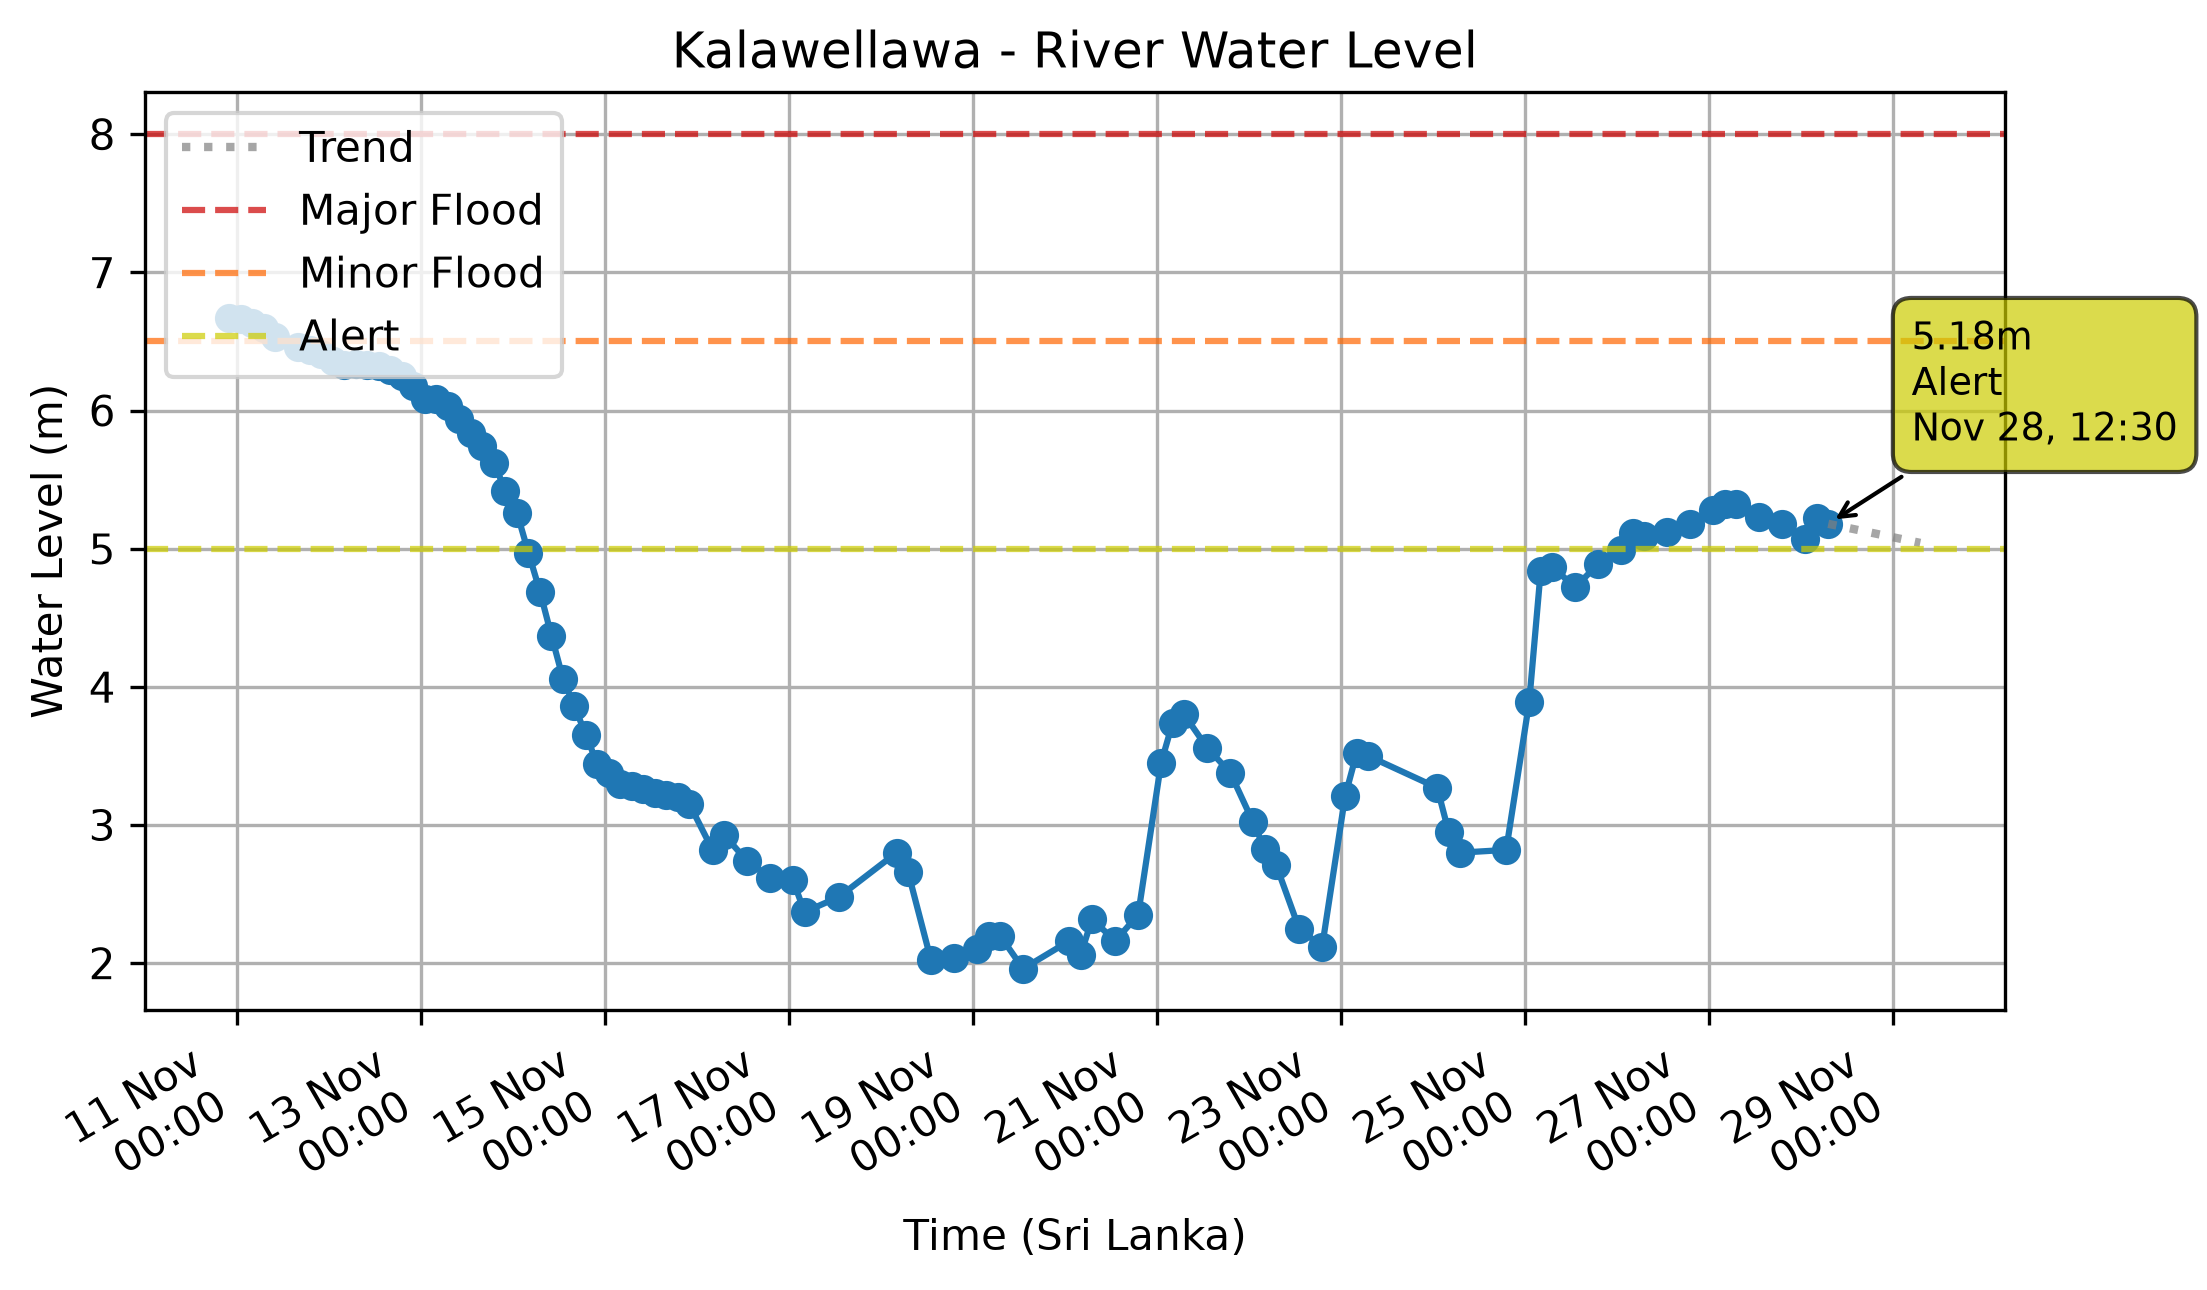 Kalawellawa - River Water Level
Trend
Major Flood
Minor Flood
Alert
5.18m
Alert
Nov 28, 12:30
Water Level (m)
8
7
6
5
4
3
2
11 Nov
00:00
13 Nov
00:00
15 Nov
00:00
17 Nov
00:00
19 Nov
00:00
21 Nov
00:00
23 Nov
00:00
25 Nov
00:00
27 Nov
00:00
29 Nov
00:00
Time (Sri Lanka)